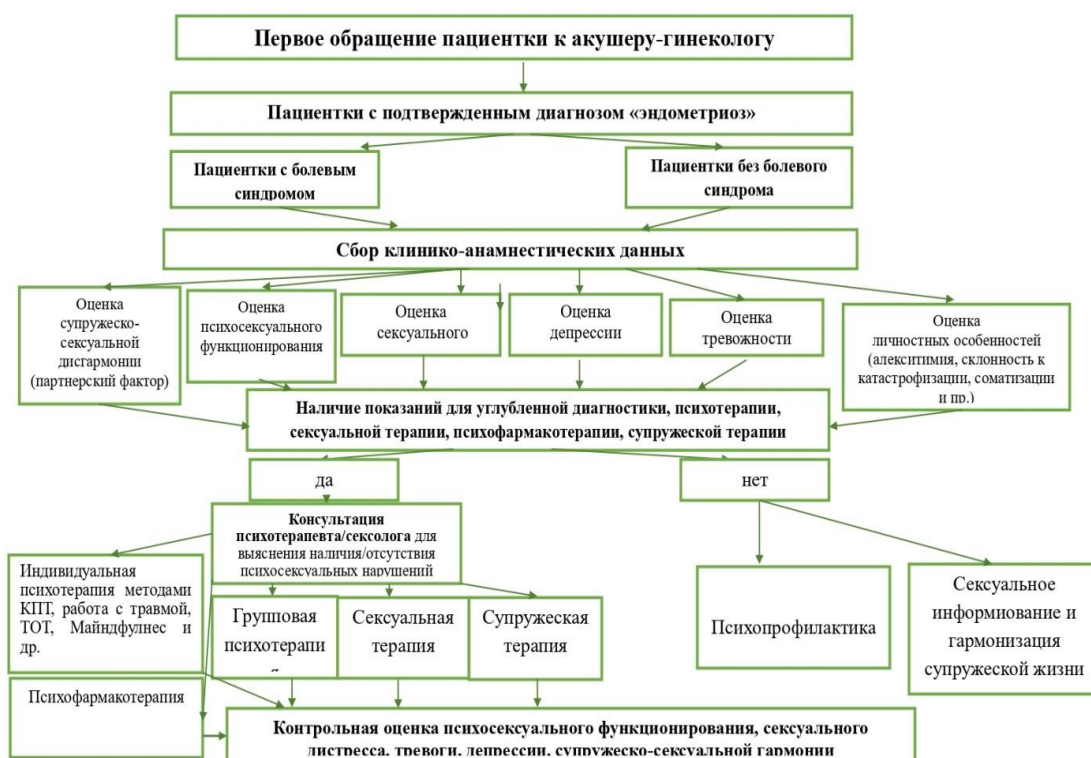 Первое обращение пациентки к акушеру-гинекологу
Пациентки с подтвержденным диагнозом «эндометриоз»
Пациентки с болевым
синдромом
Пациентки без болевого
синдрома
Сбор клинико-анамнестических данных
Оценка
супружеско-
сексуальной
дисгармонии
(партнерский фактор)
Оценка
психосексуального
функционирования
Оценка
сексуального
Оценка
депрессии
Оценка
тревожности
Оценка
личностных особенностей
(алекситимия, склонность к
катастрофизации, соматизации
и пр.)
Наличие показаний для углубленной диагностики, психотерапии,
сексуальной терапии, психофармакотерапии, супружеской терапии
да
нет
Консультация
психотерапевта/сексолога для
выяснения наличия/отсутствия
психосексуальных нарушений
Индивидуальная
психотерапия методами
КПТ, работа с травмой,
ТОТ, Майндфулнес и
др.
Групповая
психотерапи
я
Сексуальная
терапия
Супружеская
терапия
Психопрофилактика
Сексуальное
информиование и
гармонизация
супружеской жизни
Психофармакотерапия
Контрольная оценка психосексуального функционирования, сексуального
дистресса, тревоги, депрессии, супружеско-сексуальной гармонии